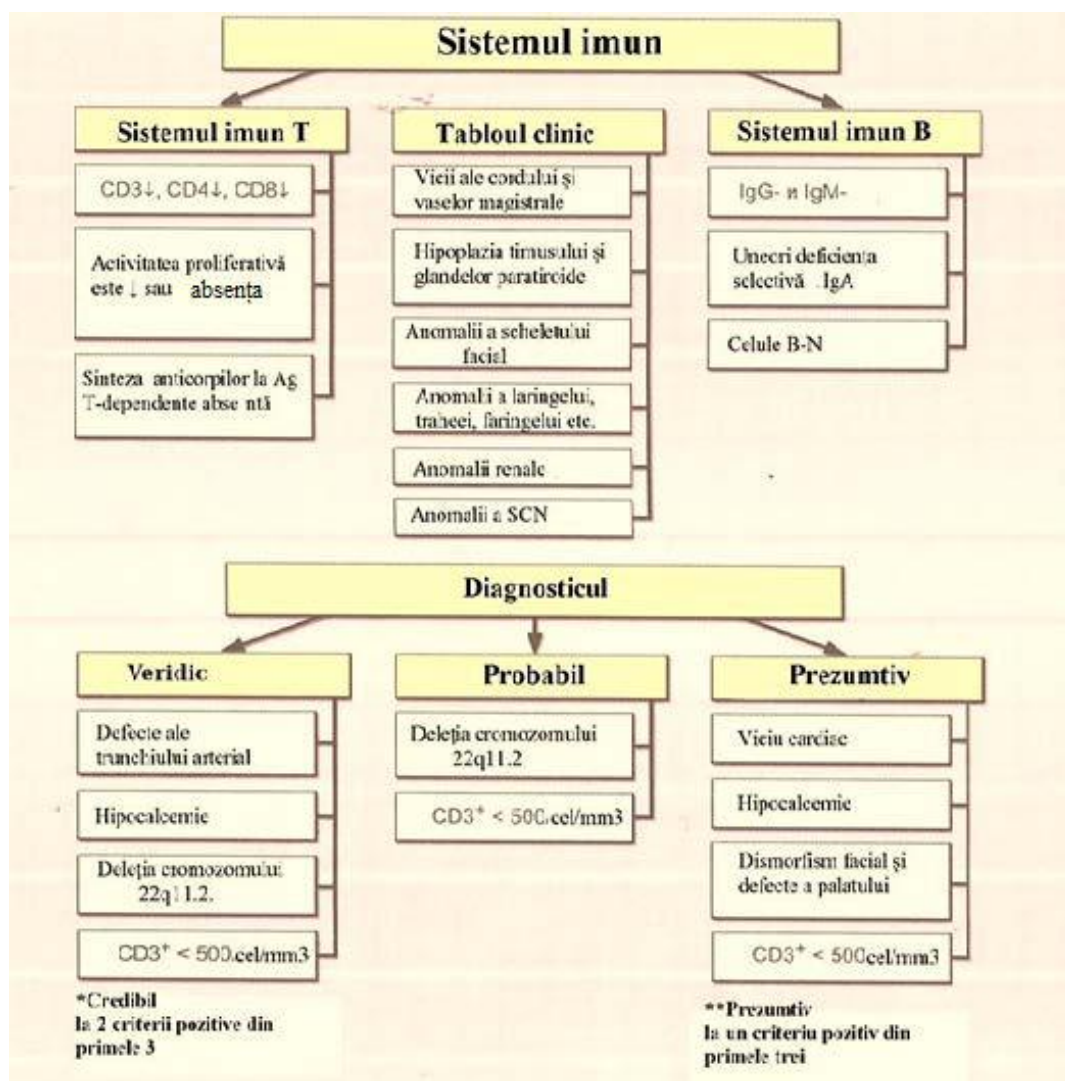 Sistemul imun
Sistemul imun T
CD3↓, CD4↓, CD8↓
Activitatea proliferativă
este ↓ sau absența
Sinteza anticorpilor la Ag
T-dependente absentă
Tabloul clinic
Vicii ale cordului și
vaselor magistrale
Hipoplazia timusului și
glandelor paratiroide
Anomalii a scheletului
facial
Anomalii a laringelui,
traheei, faringelui etc.
Anomalii renale
Anomalii a SCN
Sistemul imun B
IgG- и IgM-
Uneori deficiența
selectivă IgA
Celule B-N
Diagnosticul
Veridic
Defecte ale
trunchiului arterial
Hipocalcemie
Deleția cromozomului
22q11.2.
CD3⁺ < 500.cel/mm3
*Credibil
la 2 criterii pozitive din
primele 3
Probabil
Deleția cromozomului
22q11.2
CD3⁺ < 500.cel/mm3
Prezumtiv
Viciu cardiac
Hipocalcemie
Dismorfism facial și
defecte a palatului
CD3⁺ < 500cel/mm3
**Prezumtiv
la un criteriu pozitiv din
primele trei